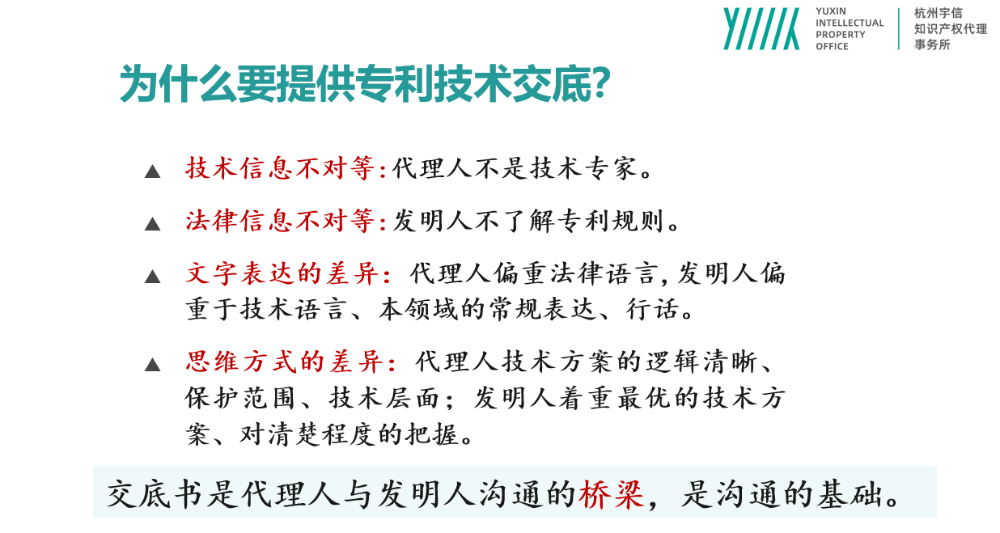 YUXIN
INTELLECTUAL
PROPERTY
OFFICE
杭州宇信
知识产权代理
事务所
为什么要提供专利技术交底?
▲ 技术信息不对等:代理人不是技术专家。
▲ 法律信息不对等:发明人不了解专利规则。
▲ 文字表达的差异：代理人偏重法律语言,发明人偏
重于技术语言、本领域的常规表达、行话。
▲ 思维方式的差异：代理人技术方案的逻辑清晰、
保护范围、技术层面；发明人着重最优的技术方
案、对清楚程度的把握。
交底书是代理人与发明人沟通的桥梁，是沟通的基础。